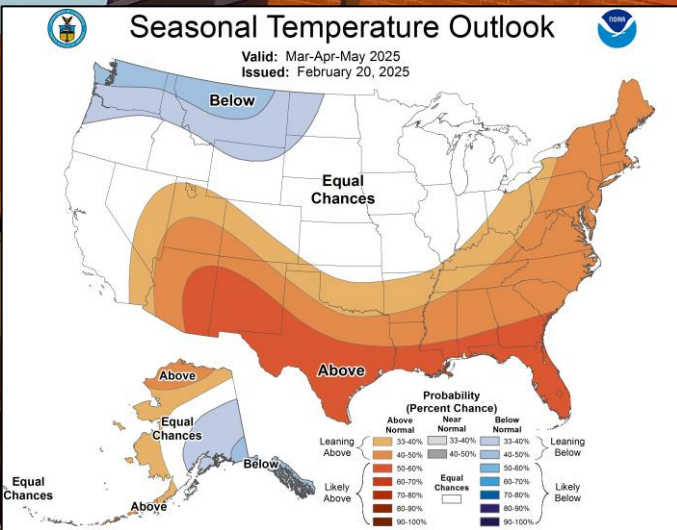 Seasonal Temperature Outlook
NOAA
Valid: Mar-Apr-May 2025
Issued: February 20, 2025
Below
Equal
Chances
Above
Above
Equal
Chances
Below
Equal
Chances
Above
Probability
(Percent Chance)
Above
Normal
Near
Normal
Below
Normal
Leaning
Above
33-40%
40-50%
33-40%
40-50%
33-40%
40-50%
Leaning
Below
Likely
Above
50-60%
60-70%
70-80%
80-90%
90-100%
Equal
Chances
50-60%
60-70%
70-80%
80-90%
90-100%
Likely
Below